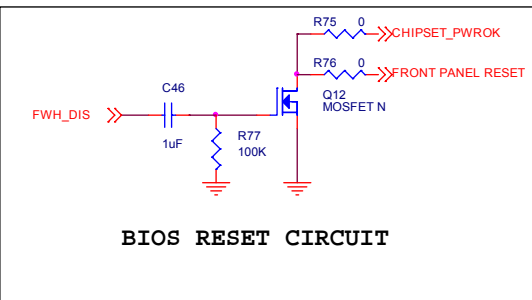 R75 0
CHIPSET_PWROK
R76 0
FRONT PANEL RESET
C46
Q12
MOSFET N
FWH_DIS
R77
1uF
100K
BIOS RESET CIRCUIT